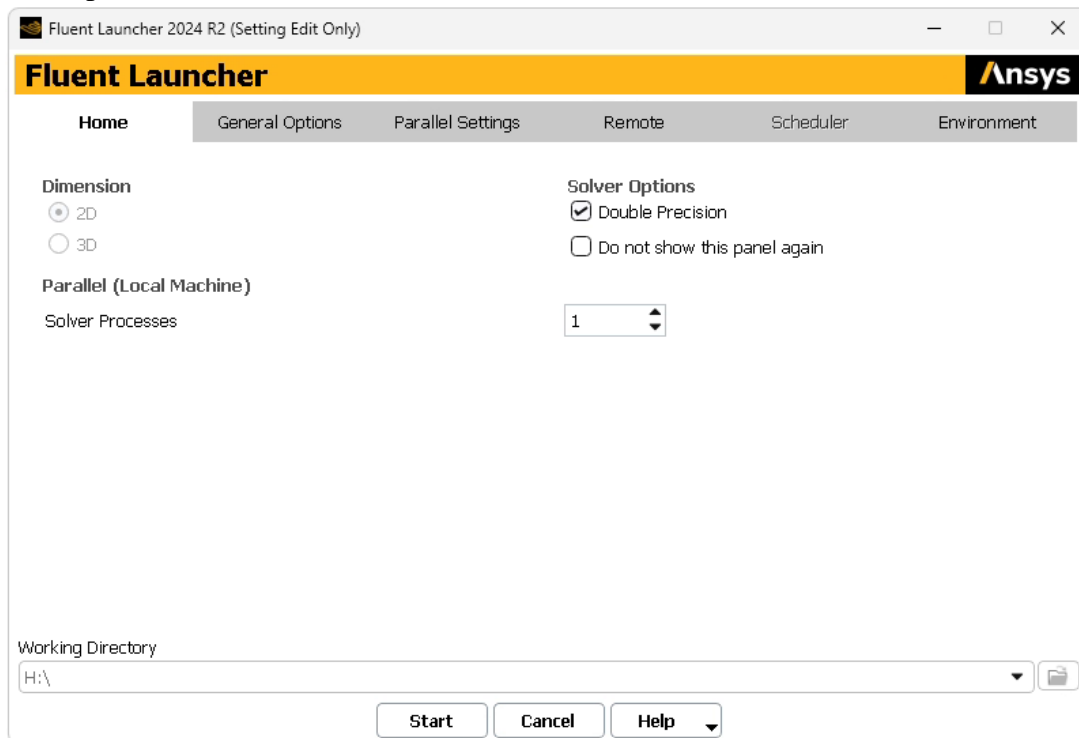 Fluent Launcher 2024 R2 (Setting Edit Only)
Fluent Launcher
Ansys
Home General Options Parallel Settings Remote Scheduler Environment
Dimension
2D
3D
Solver Options
Double Precision
Do not show this panel again
Parallel (Local Machine)
Solver Processes
1
Working Directory
H:\
Start Cancel Help